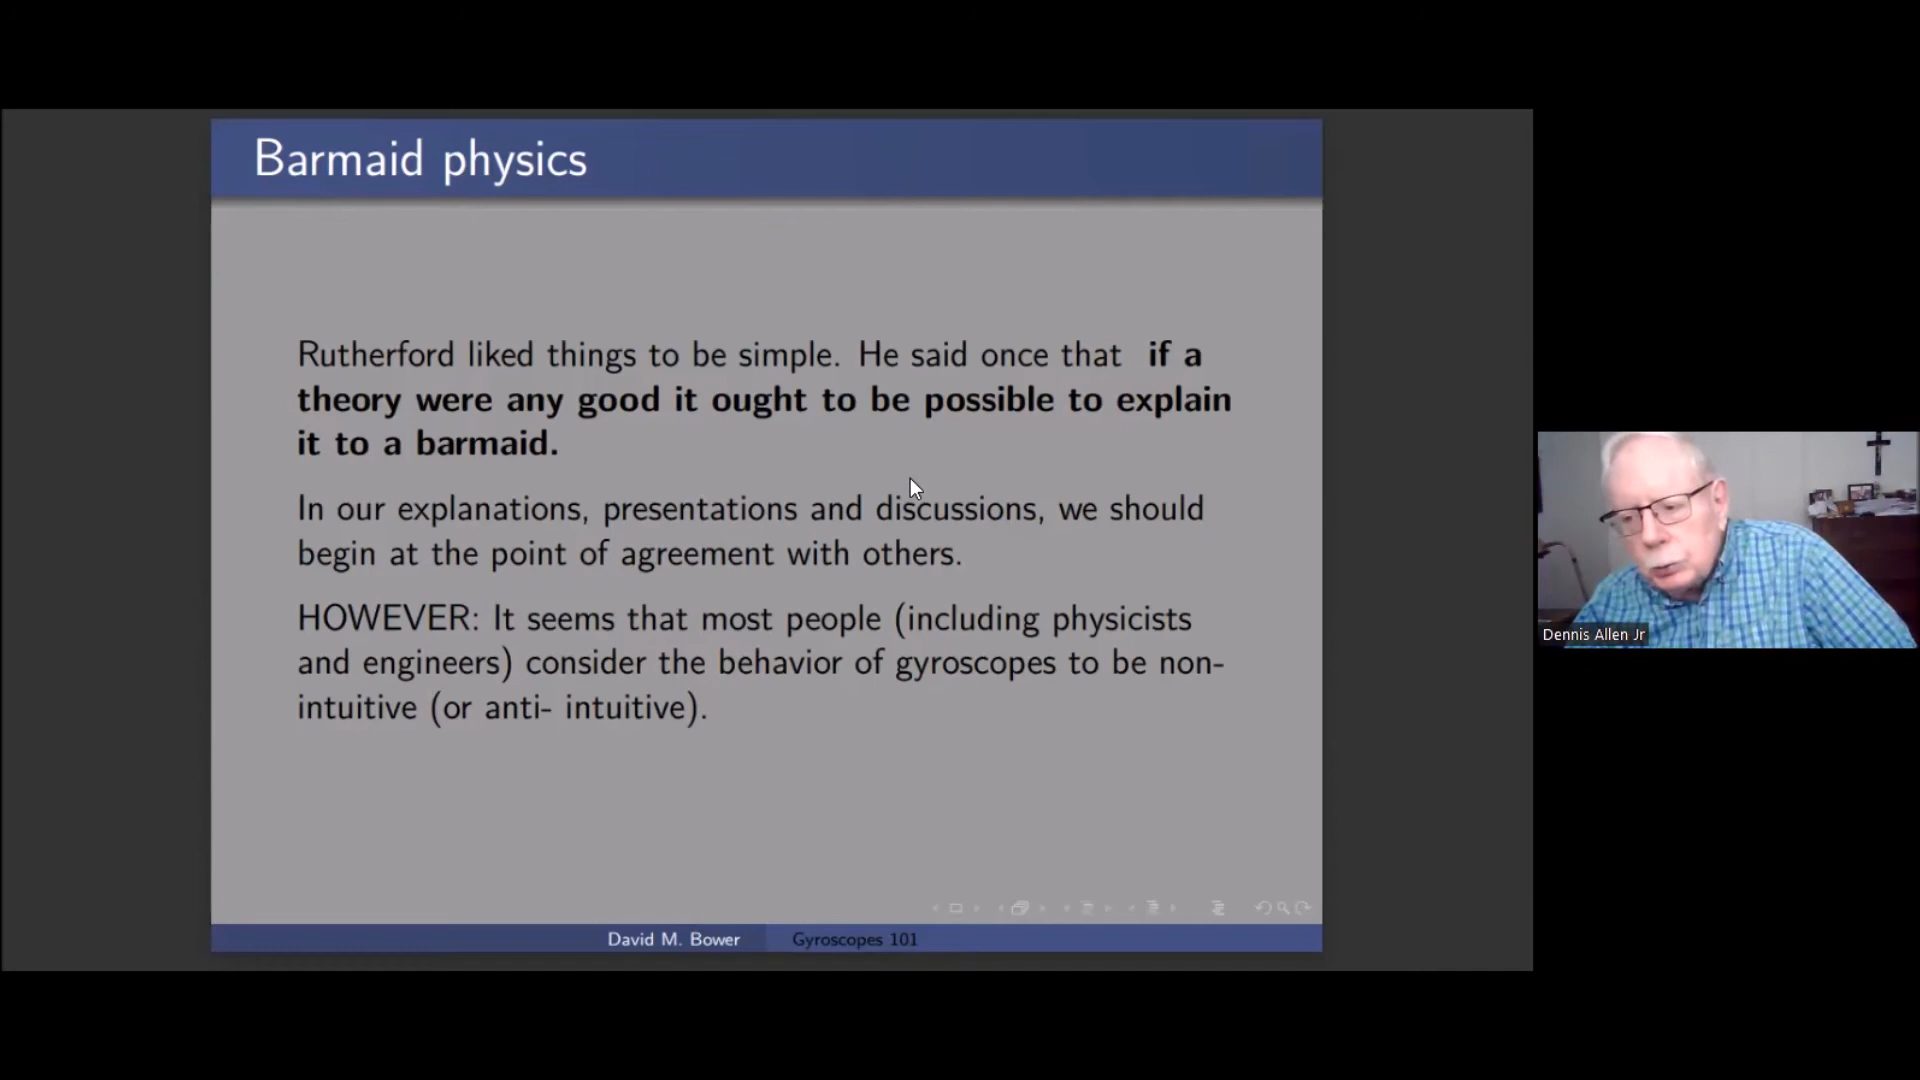 Barmaid physics
Rutherford liked things to be simple. He said once that if a
theory were any good it ought to be possible to explain
it to a barmaid.
In our explanations, presentations and discussions, we should
begin at the point of agreement with others.
HOWEVER: It seems that most people (including physicists
and engineers) consider the behavior of gyroscopes to be non-
intuitive (or anti- intuitive).
Dennis Allen Jr
David M. Bower Gyroscopes 101